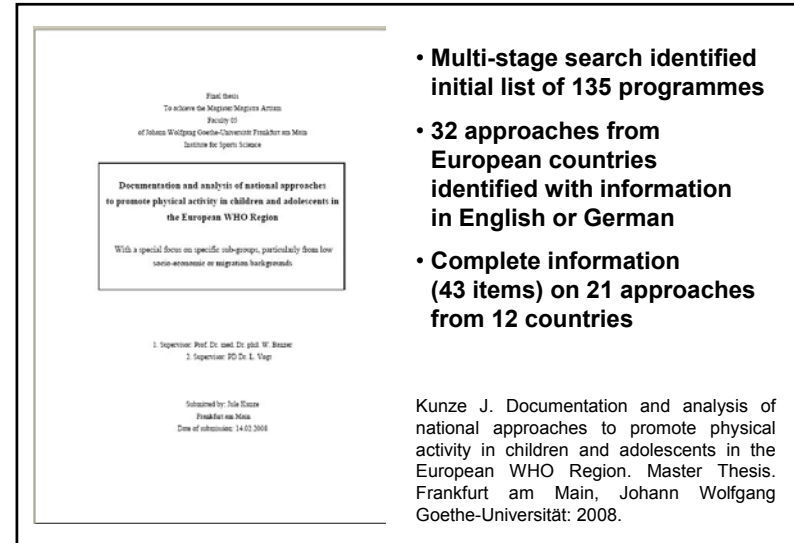 Final thesis
To achieve the Magister/Magistra Artium
Faculty 05
of Johann Wolfgang Goethe-Universität Frankfurt am Main
Institute for Sports Science
Documentation and analysis of national approaches
to promote physical activity in children and adolescents in
the European WHO Region
With a special focus on specific sub-groups, particularly from low
socio-economic or migration backgrounds
1. Supervisor: Prof. Dr. med. Dr. phil. W. Banzer
2. Supervisor: PD Dr. L. Vogt
Submitted by: Jule Kunze
Frankfurt am Main
Date of submission: 14.02.2008
• Multi-stage search identified
initial list of 135 programmes
• 32 approaches from
European countries
identified with information
in English or German
• Complete information
(43 items) on 21 approaches
from 12 countries
Kunze J. Documentation and analysis of
national approaches to promote physical
activity in children and adolescents in the
European WHO Region. Master Thesis.
Frankfurt am Main, Johann Wolfgang
Goethe-Universität: 2008.